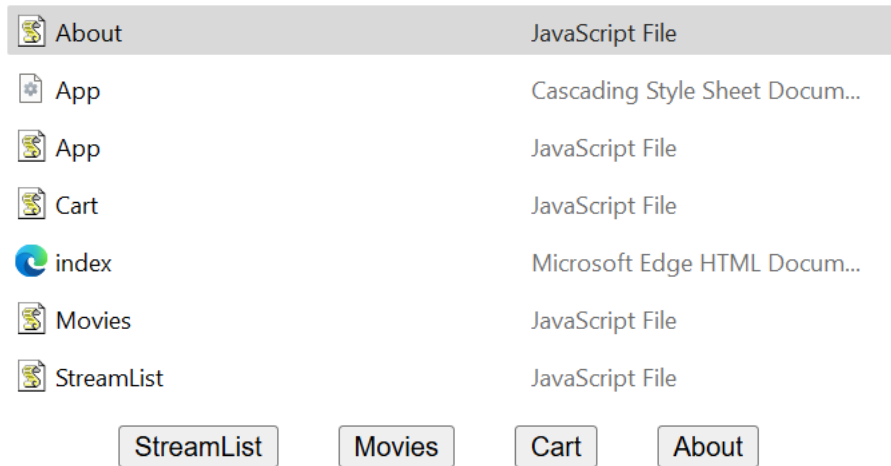 About JavaScript File
App Cascading Style Sheet Docum...
App JavaScript File
Cart JavaScript File
index Microsoft Edge HTML Docum...
Movies JavaScript File
StreamList JavaScript File
StreamList Movies Cart About